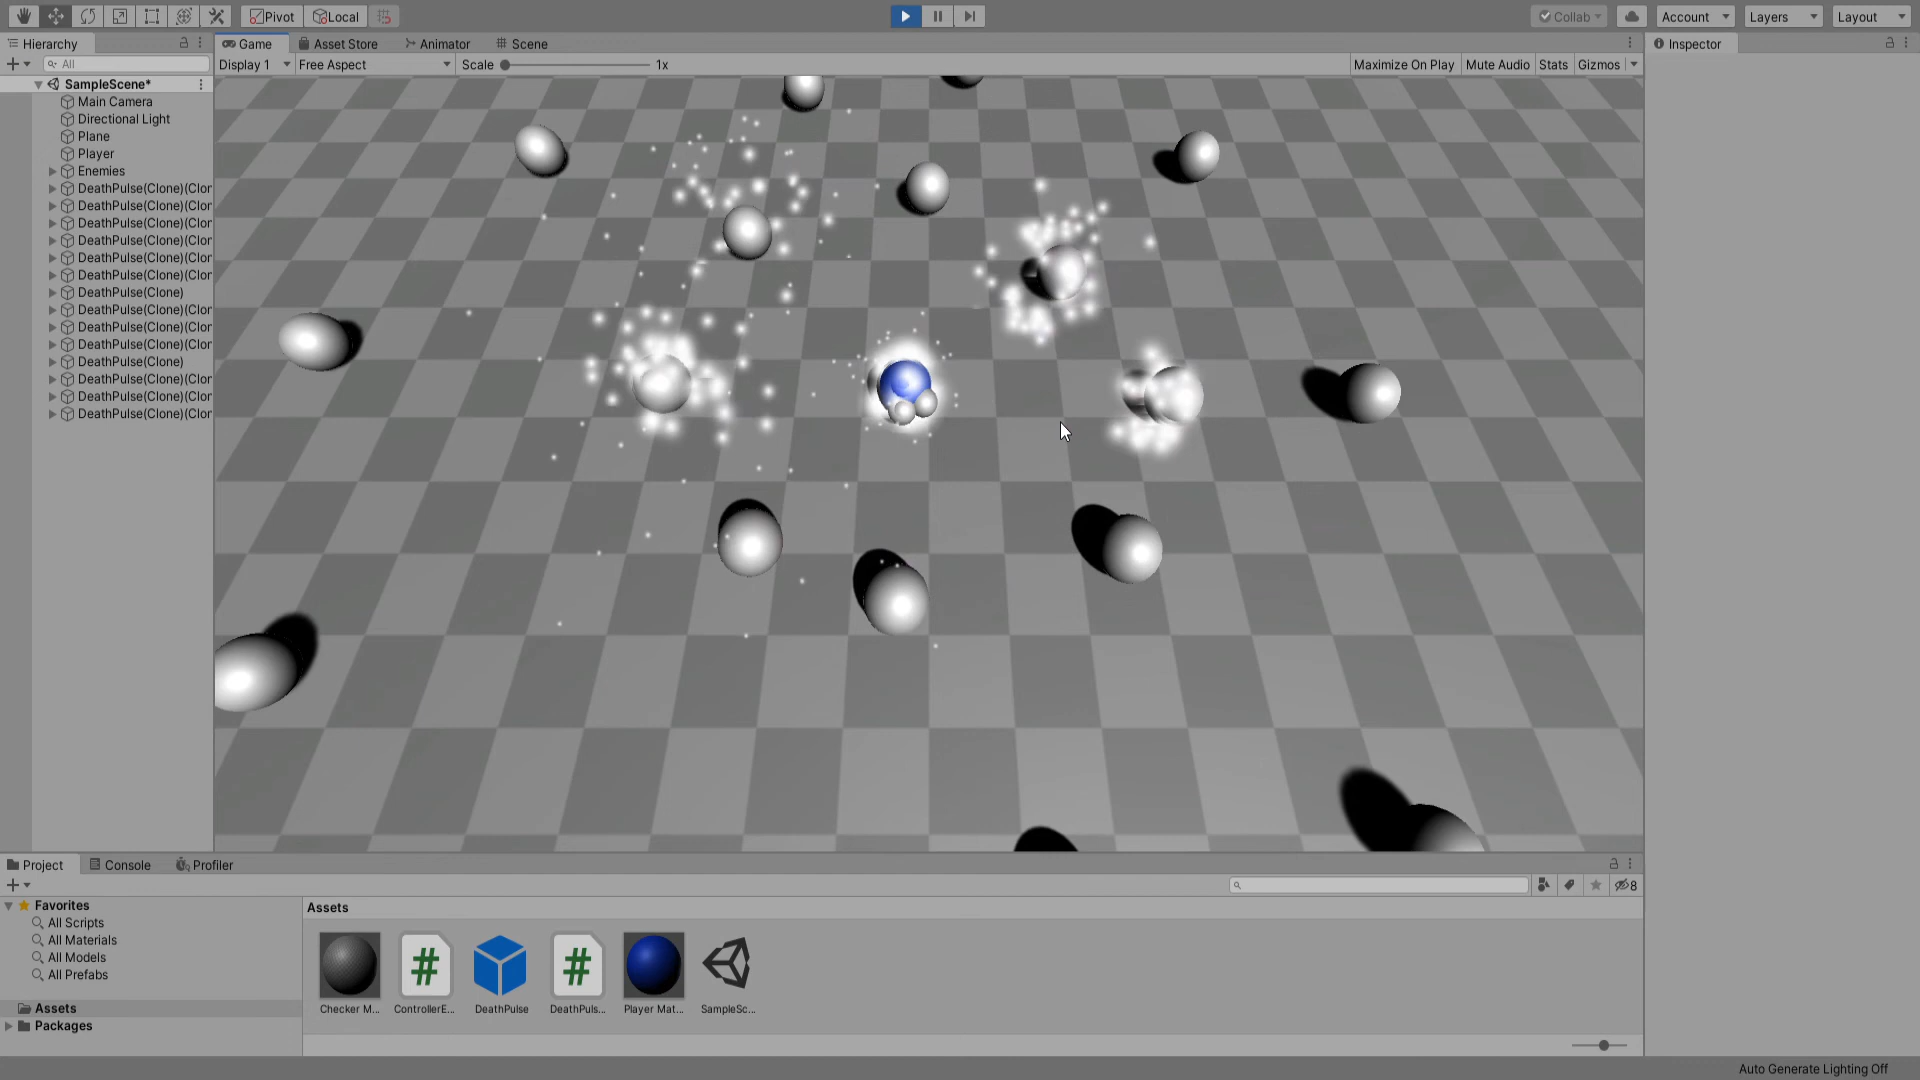 Pivot Local Collab Account Layers Layout
Hierarchy
All
SampleScene*
Main Camera
Directional Light
Plane
Player
Enemies
DeathPulse(Clone)(Clor
DeathPulse(Clone)(Clor
DeathPulse(Clone)(Clor
DeathPulse(Clone)(Clor
DeathPulse(Clone)(Clor
DeathPulse(Clone)(Clor
DeathPulse(Clone)
DeathPulse(Clone)(Clor
DeathPulse(Clone)(Clor
DeathPulse(Clone)(Clor
DeathPulse(Clone)
DeathPulse(Clone)(Clor
DeathPulse(Clone)(Clor
DeathPulse(Clone)(Clor
Game Asset Store Animator Scene
Display 1 Free Aspect Scale 1x Maximize On Play Mute Audio Stats Gizmos
Inspector
Project Console Profiler
8
Favorites
All Scripts
All Materials
All Models
All Prefabs
Assets
Packages
Assets
Checker M... ControllerE... DeathPulse DeathPuls... Player Mat... SampleSc...
Auto Generate Lighting Off